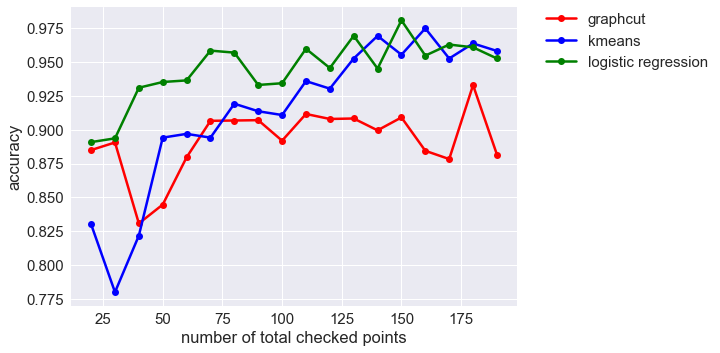 0.975
0.950
0.925
0.900
0.875
0.850
0.825
0.800
0.775
accuracy
25 50 75 100 125 150 175
number of total checked points
graphcut
kmeans
logistic regression